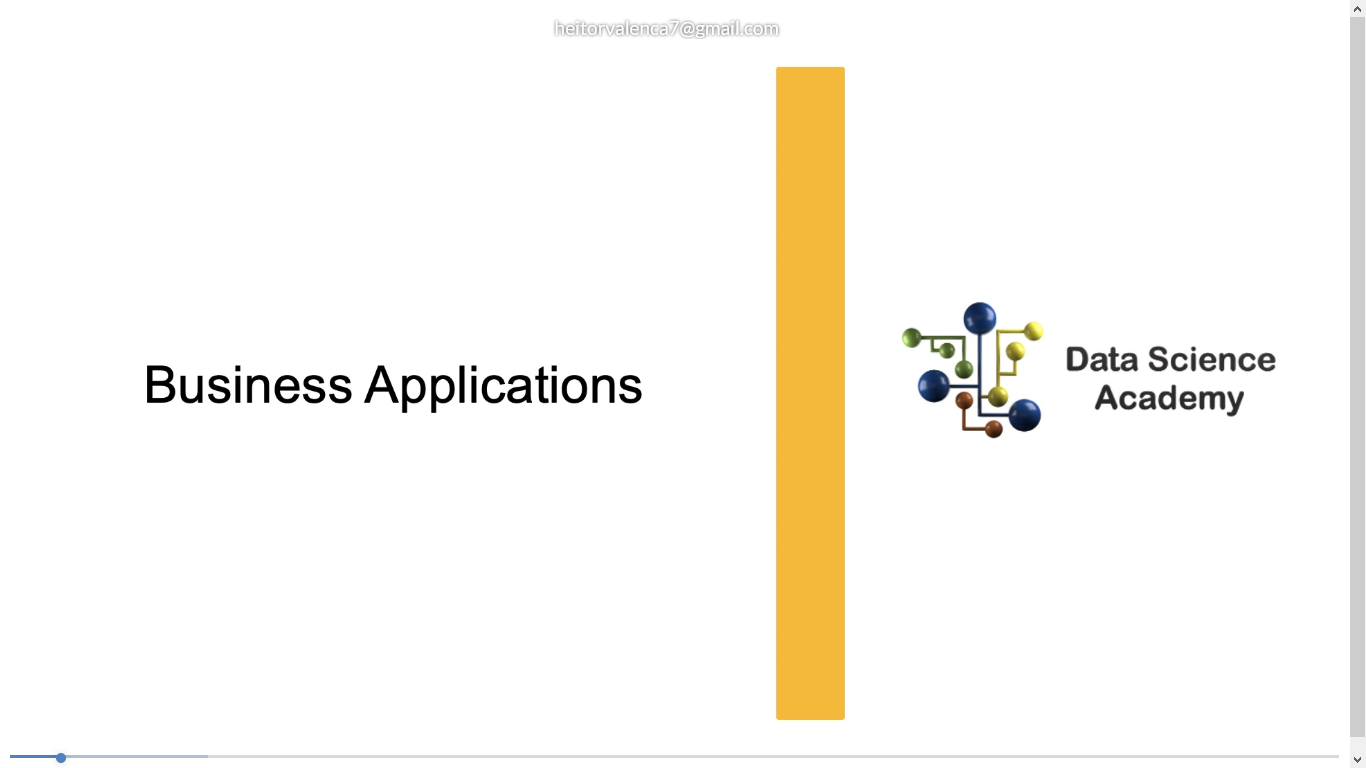 heitorvalenca7@gmail.com
Business Applications
Data Science
Academy